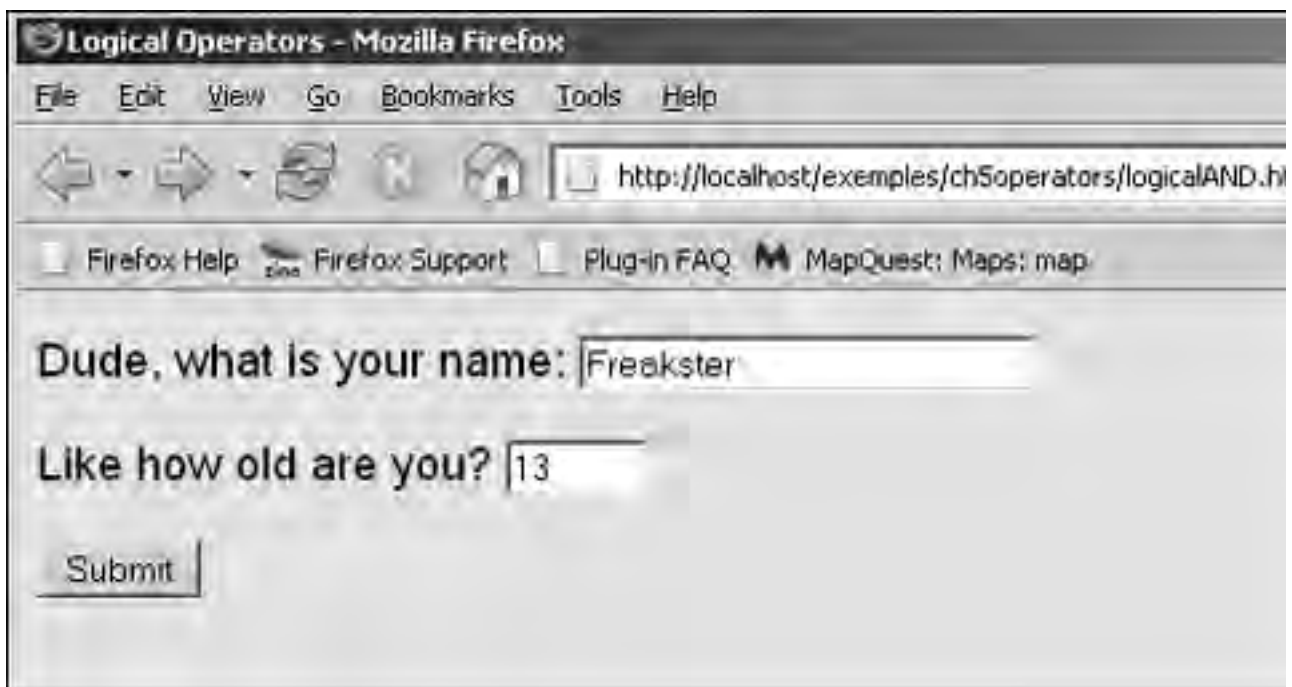 Logical Operators - Mozilla Firefox
File Edit View Go Bookmarks Tools Help
http://localhost/exemples/ch5operators/logicalAND.h
Firefox Help Firefox Support Plug-in FAQ MapQuest: Maps: map
Dude, what is your name: Freakster
Like how old are you? 13
Submit